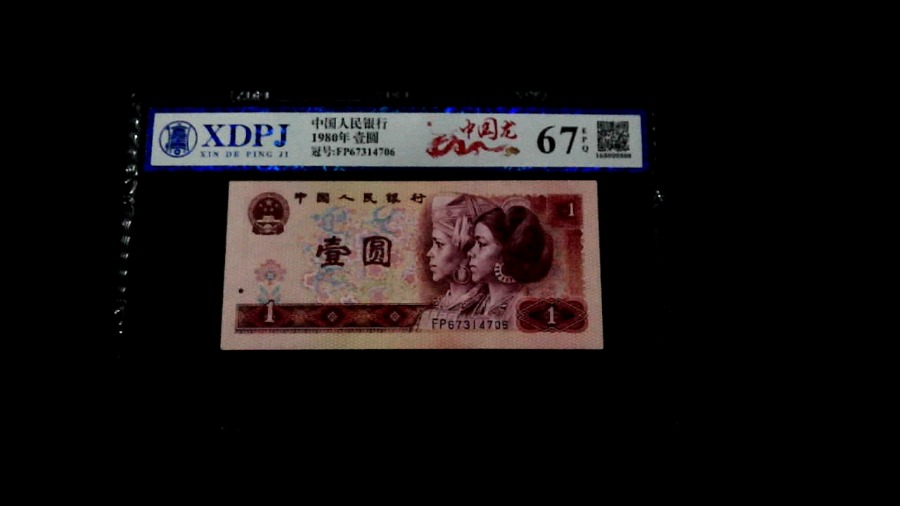 XDPJ
XIN DE PING JI
中国人民银行
1980年 壹圆
冠号:FP67314706
中国龙
67
EPQ
中国人民银行
1
壹圆
1
FP67314706
1